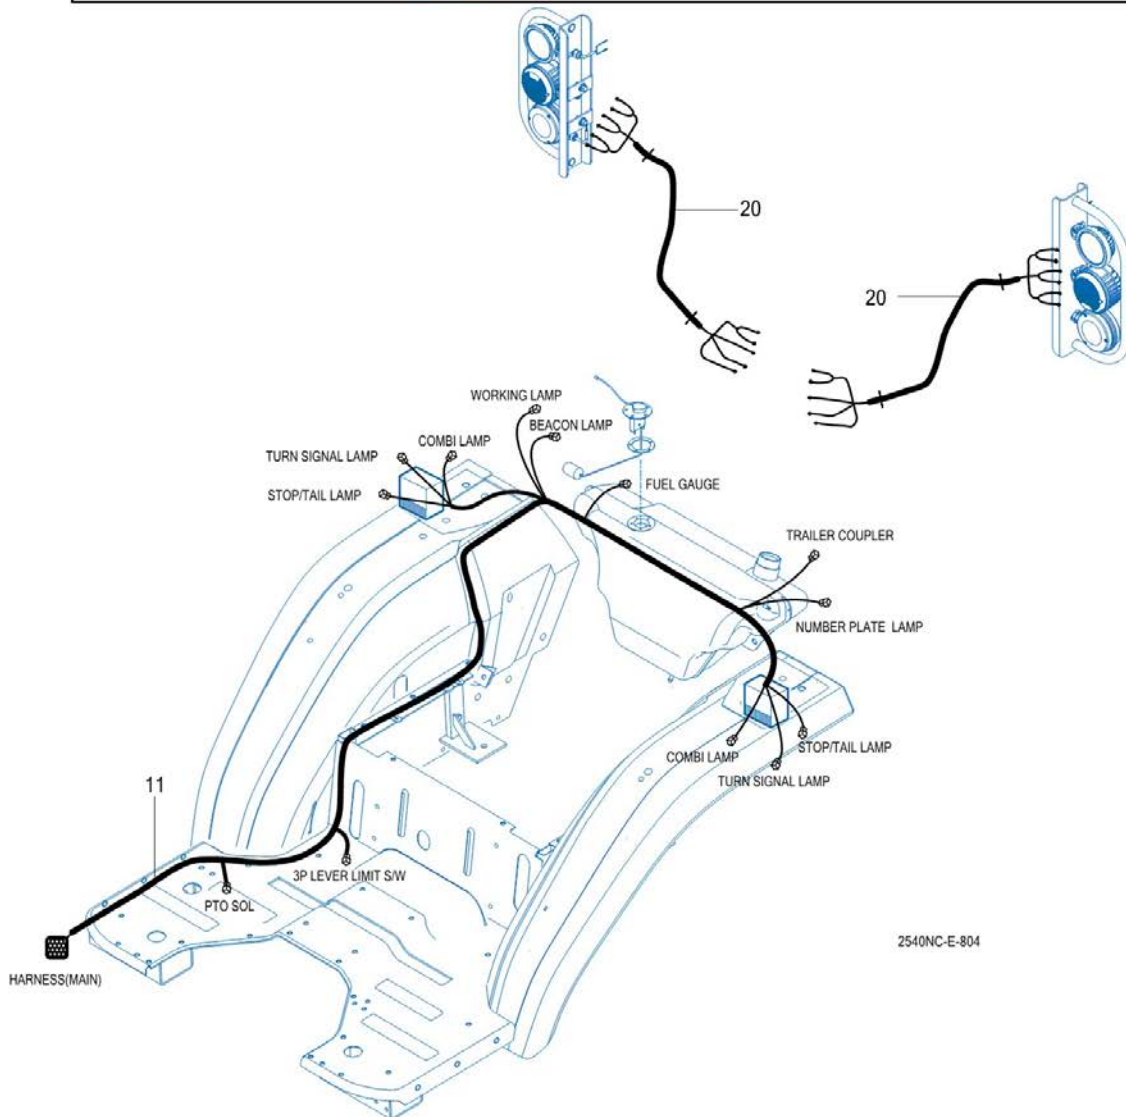 20
20
WORKING LAMP
BEACON LAMP
COMBI LAMP
TURN SIGNAL LAMP
STOP/TAIL LAMP
FUEL GAUGE
TRAILER COUPLER
NUMBER PLATE LAMP
STOP/TAIL LAMP
COMBI LAMP
TURN SIGNAL LAMP
11
3P LEVER LIMIT S/W
PTO SOL
2540NC-E-804
HARNESS(MAIN)